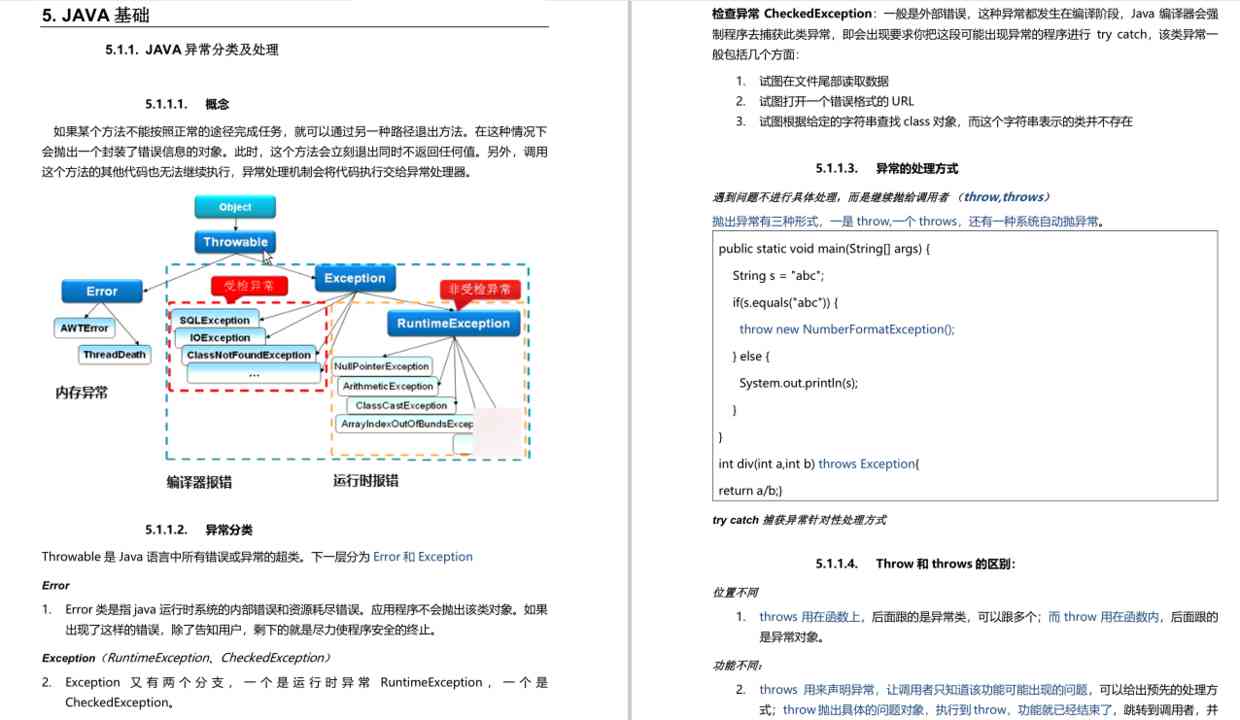 5. JAVA 基础
5.1.1. JAVA 异常分类及处理
5.1.1.1. 概念
如果某个方法不能按照正常的途径完成任务，就可以通过另一种路径退出方法。在这种情况下
会抛出一个封装了错误信息的对象。此时，这个方法会立刻退出同时不返回任何值。另外，调用
这个方法的其他代码也无法继续执行，异常处理机制会将代码执行交给异常处理器。
Object
Throwable
Error
受检异常
Exception
非受检异常
AWTError
ThreadDeath
SQLException
IOException
ClassNotFoundException
...
RuntimeException
NullPointerException
ArithmeticException
ClassCastException
ArrayIndexOutOfBundsExcep
内存异常
编译器报错
运行时报错
5.1.1.2. 异常分类
Throwable 是 Java 语言中所有错误或异常的超类。下一层分为 Error 和 Exception
Error
1. Error 类是指 java 运行时系统的内部错误和资源耗尽错误。应用程序不会抛出该类对象。如果
出现了这样的错误，除了告知用户，剩下的就是尽力使程序安全的终止。
Exception（RuntimeException、CheckedException）
2. Exception 又有两个分支，一个是运行时异常 RuntimeException，一个是
CheckedException。
检查异常 CheckedException：一般是外部错误，这种异常都发生在编译阶段，Java 编译器会强
制程序去捕获此类异常，即会出现要求你把这段可能出现异常的程序进行 try catch，该类异常一
般包括几个方面：
1. 试图在文件尾部读取数据
2. 试图打开一个错误格式的 URL
3. 试图根据给定的字符串查找 class 对象，而这个字符串表示的类并不存在
5.1.1.3. 异常的处理方式
遇到问题不进行具体处理，而是继续抛给调用者 （throw,throws）
抛出异常有三种形式，一是 throw,一个 throws，还有一种系统自动抛异常。
public static void main(String[] args) {
String s = "abc";
if(s.equals("abc")) {
throw new NumberFormatException();
} else {
System.out.println(s);
}
}
int div(int a,int b) throws Exception{
return a/b;}
try catch 捕获异常针对性处理方式
5.1.1.4. Throw 和 throws 的区别：
位置不同
1. throws 用在函数上，后面跟的是异常类，可以跟多个；而 throw 用在函数内，后面跟的
是异常对象。
功能不同：
2. throws 用来声明异常，让调用者只知道该功能可能出现的问题，可以给出预先的处理方
式；throw 抛出具体的问题对象，执行到 throw，功能就已经结束了，跳转到调用者，并